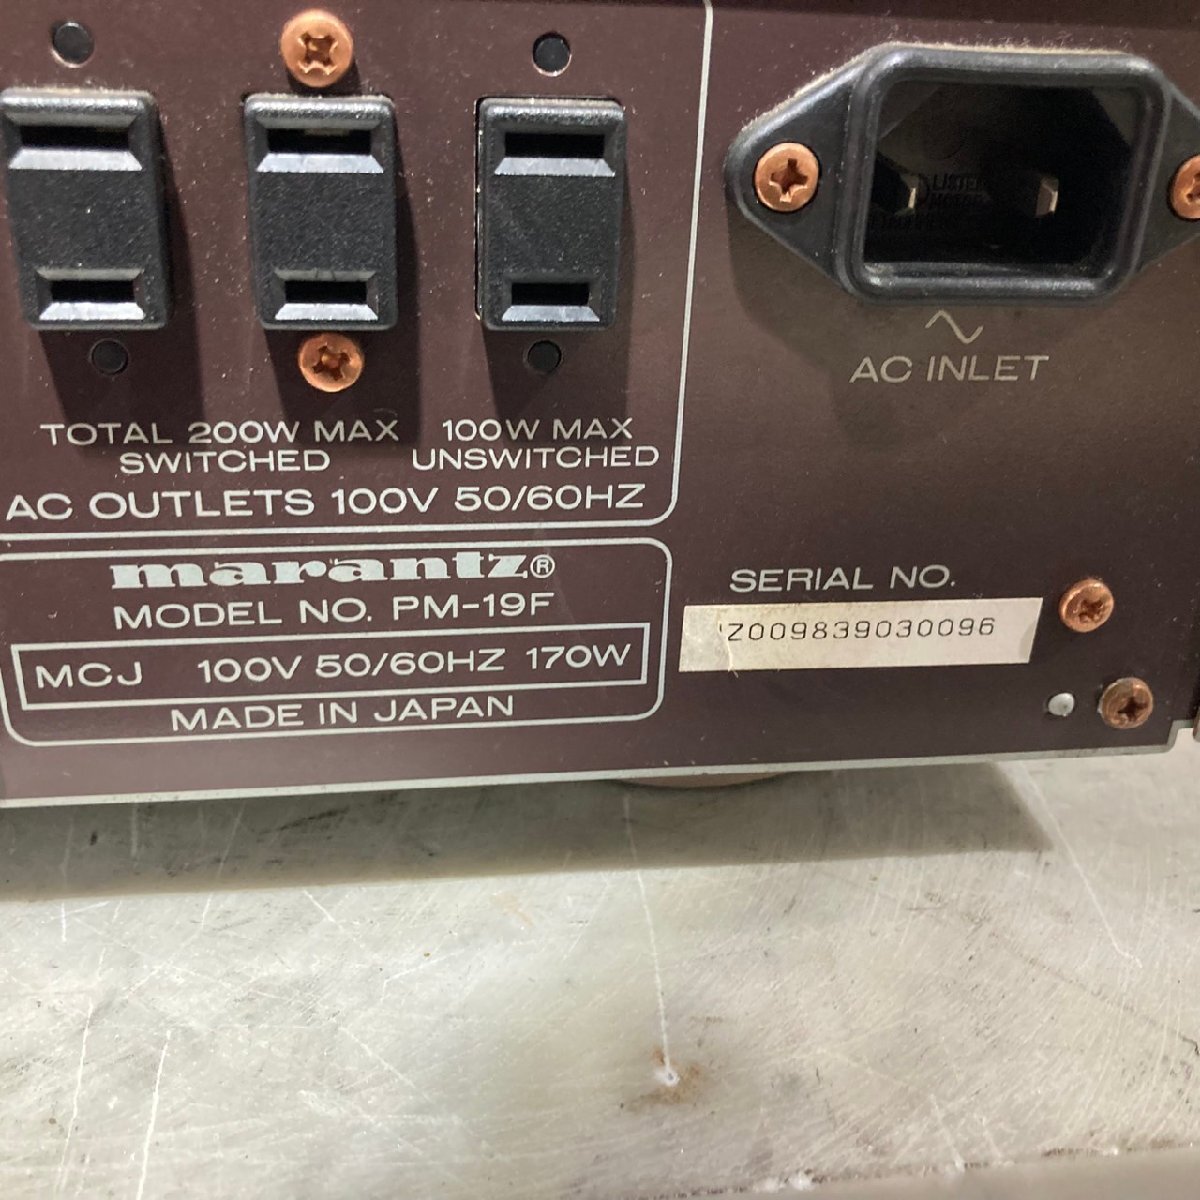 TOTAL 200W MAX
SWITCHED
100W MAX
UNSWITCHED
AC OUTLETS 100V 50/60HZ
marantz®
MODEL NO. PM-19F
MCJ 100V 50/60HZ 170W
MADE IN JAPAN
AC INLET
SERIAL NO.
Z009839030096